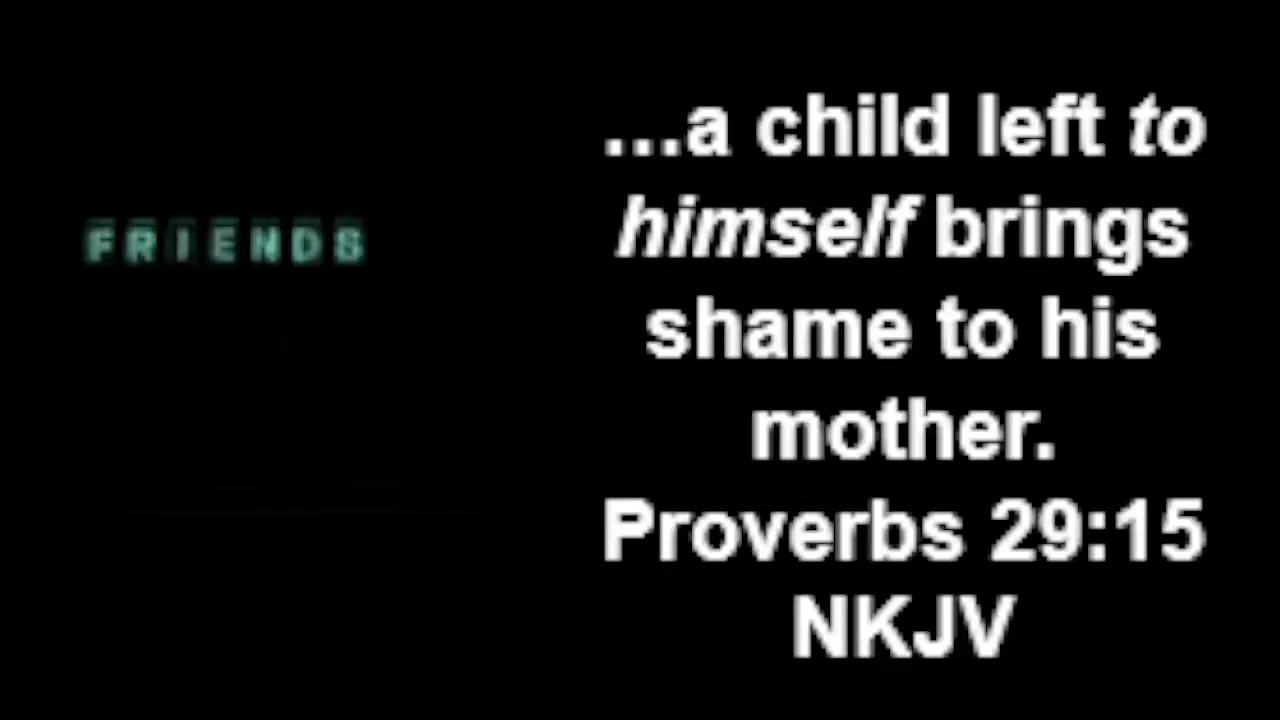 FRIENDS
...a child left to
himself brings
shame to his
mother.
Proverbs 29:15
NKJV